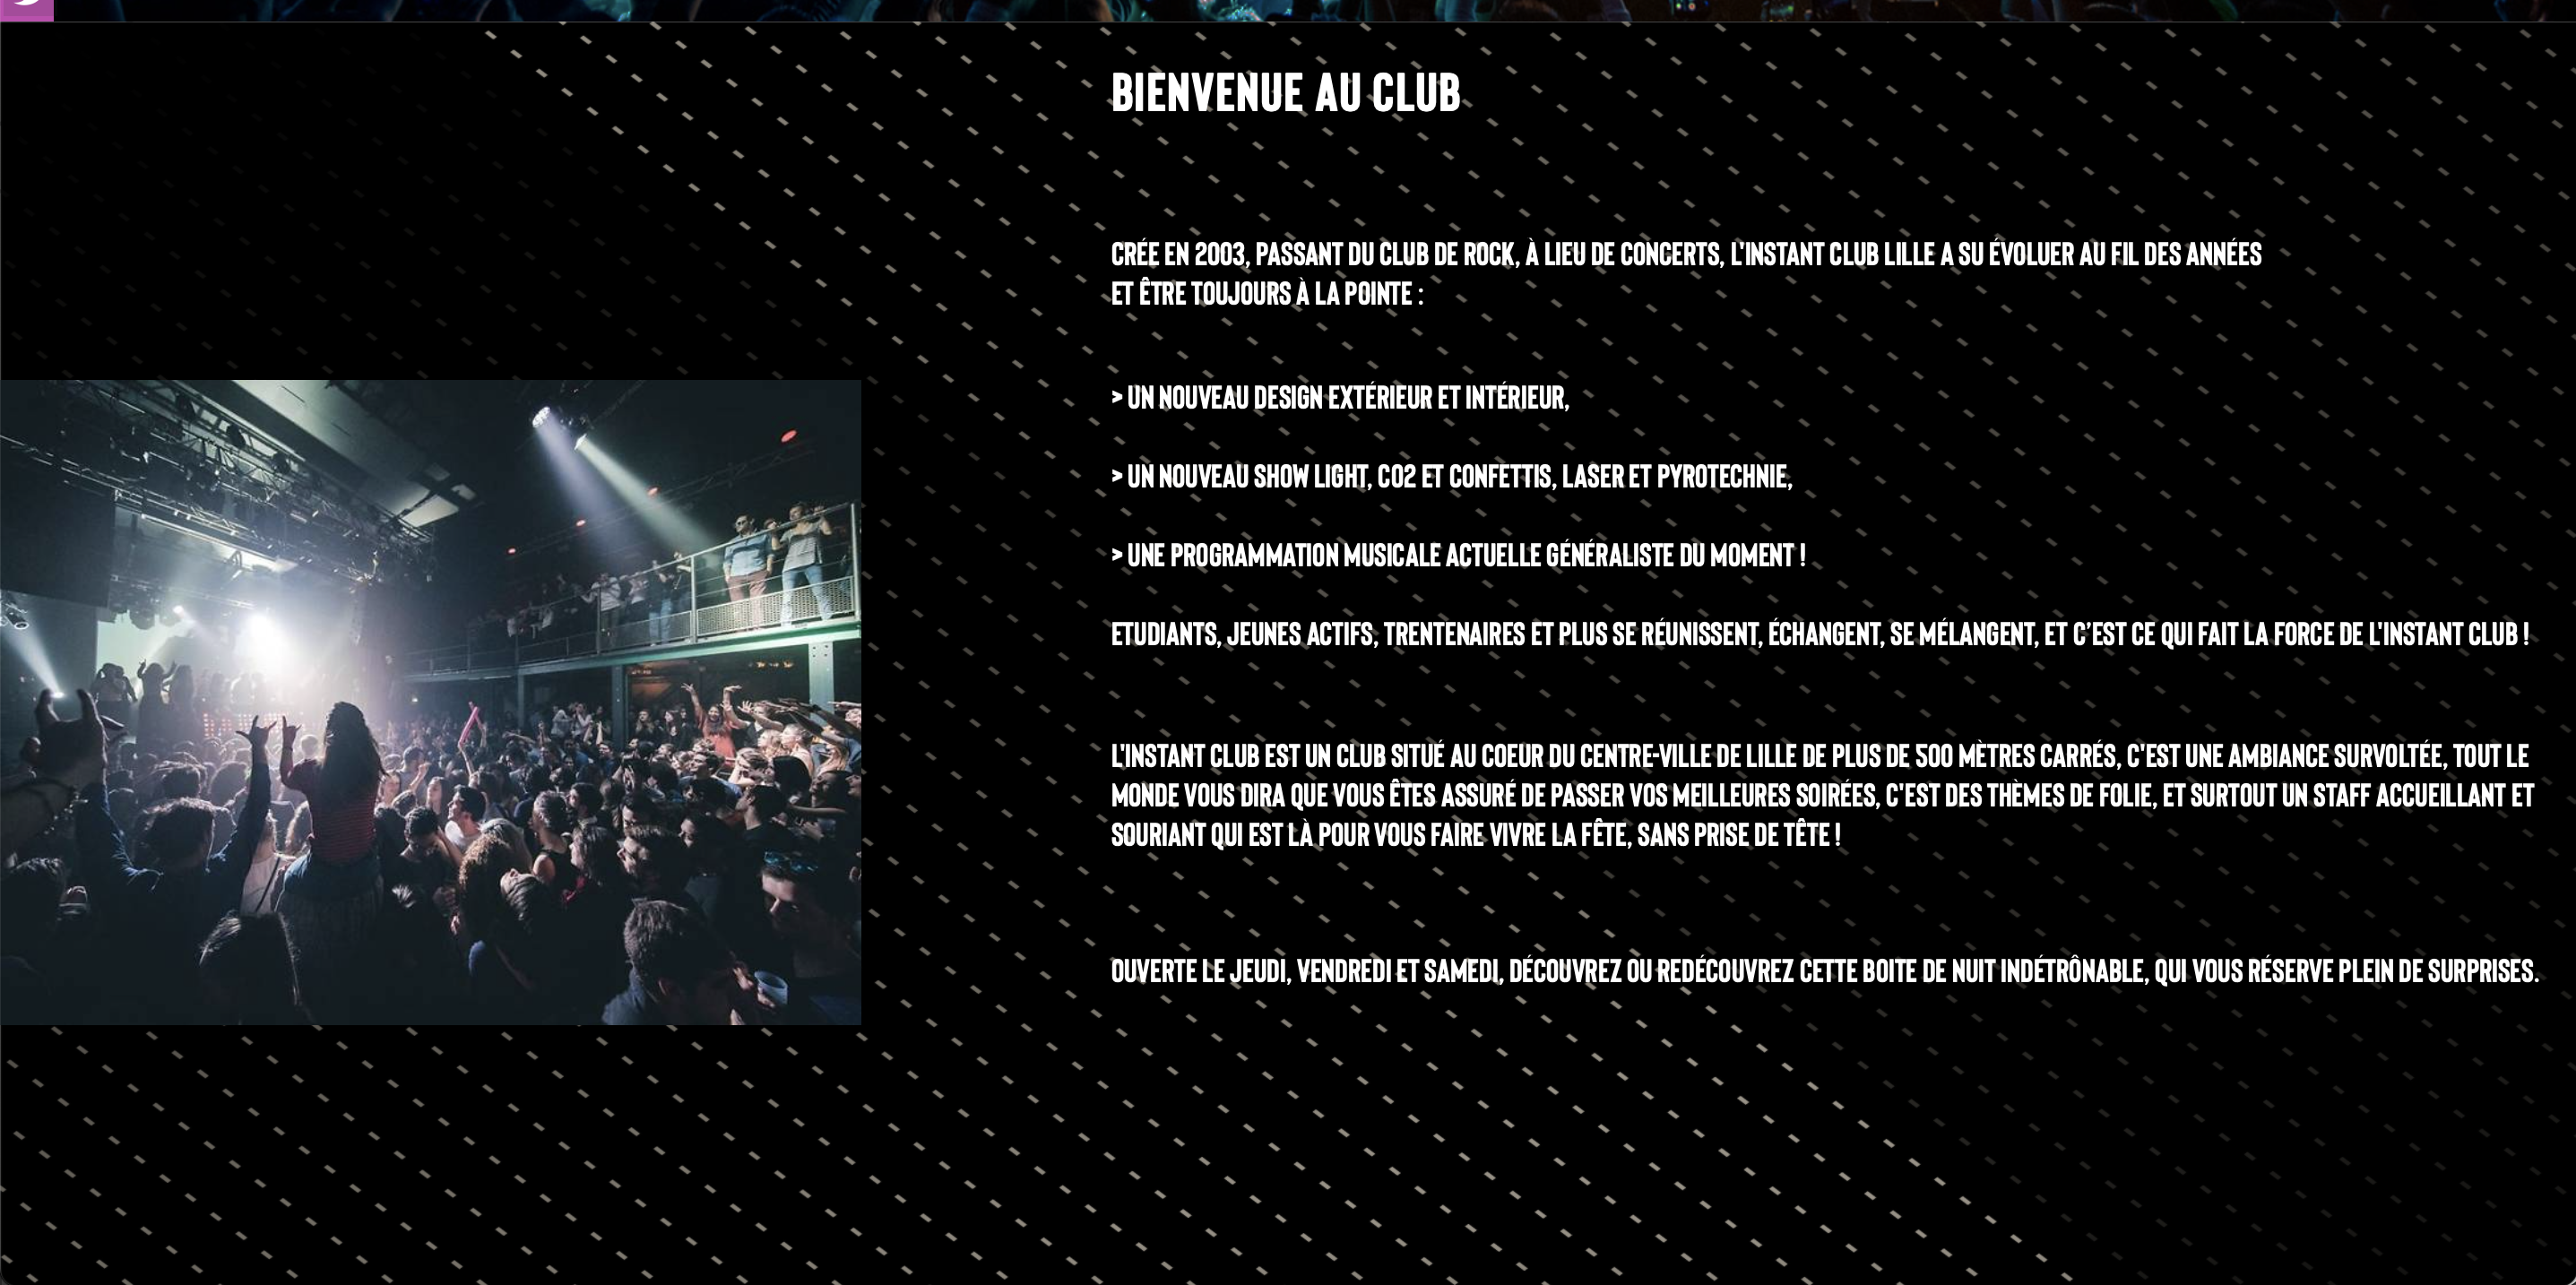 BIENVENUE AU CLUB
CRÉE EN 2003, PASSANT DU CLUB DE ROCK, À LIEU DE CONCERTS, L'INSTANT CLUB LILLE A SU ÉVOLUER AU FIL DES ANNÉES
ET ÊTRE TOUJOURS À LA POINTE :
> UN NOUVEAU DESIGN EXTÉRIEUR ET INTÉRIEUR,
> UN NOUVEAU SHOW LIGHT, CO2 ET CONFETTIS, LASER ET PYROTECHNIE,
> UNE PROGRAMMATION MUSICALE ACTUELLE GÉNÉRALISTE DU MOMENT !
ETUDIANTS, JEUNES ACTIFS, TRENTENAIRES ET PLUS SE RÉUNISSENT, ÉCHANGENT, SE MÉLANGENT, ET C’EST CE QUI FAIT LA FORCE DE L'INSTANT CLUB !
L'INSTANT CLUB EST UN CLUB SITUÉ AU COEUR DU CENTRE-VILLE DE LILLE DE PLUS DE 500 MÈTRES CARRÉS, C'EST UNE AMBIANCE SURVOLTÉE, TOUT LE
MONDE VOUS DIRA QUE VOUS ÊTES ASSURÉ DE PASSER VOS MEILLEURES SOIRÉES, C'EST DES THÈMES DE FOLIE, ET SURTOUT UN STAFF ACCUEILLANT ET
SOURIANT QUI EST LÀ POUR VOUS FAIRE VIVRE LA FÊTE, SANS PRISE DE TÊTE !
OUVERTE LE JEUDI, VENDREDI ET SAMEDI, DÉCOUVREZ OU REDÉCOUVREZ CETTE BOITE DE NUIT INDÉTRÔNABLE, QUI VOUS RÉSERVE PLEIN DE SURPRISES.